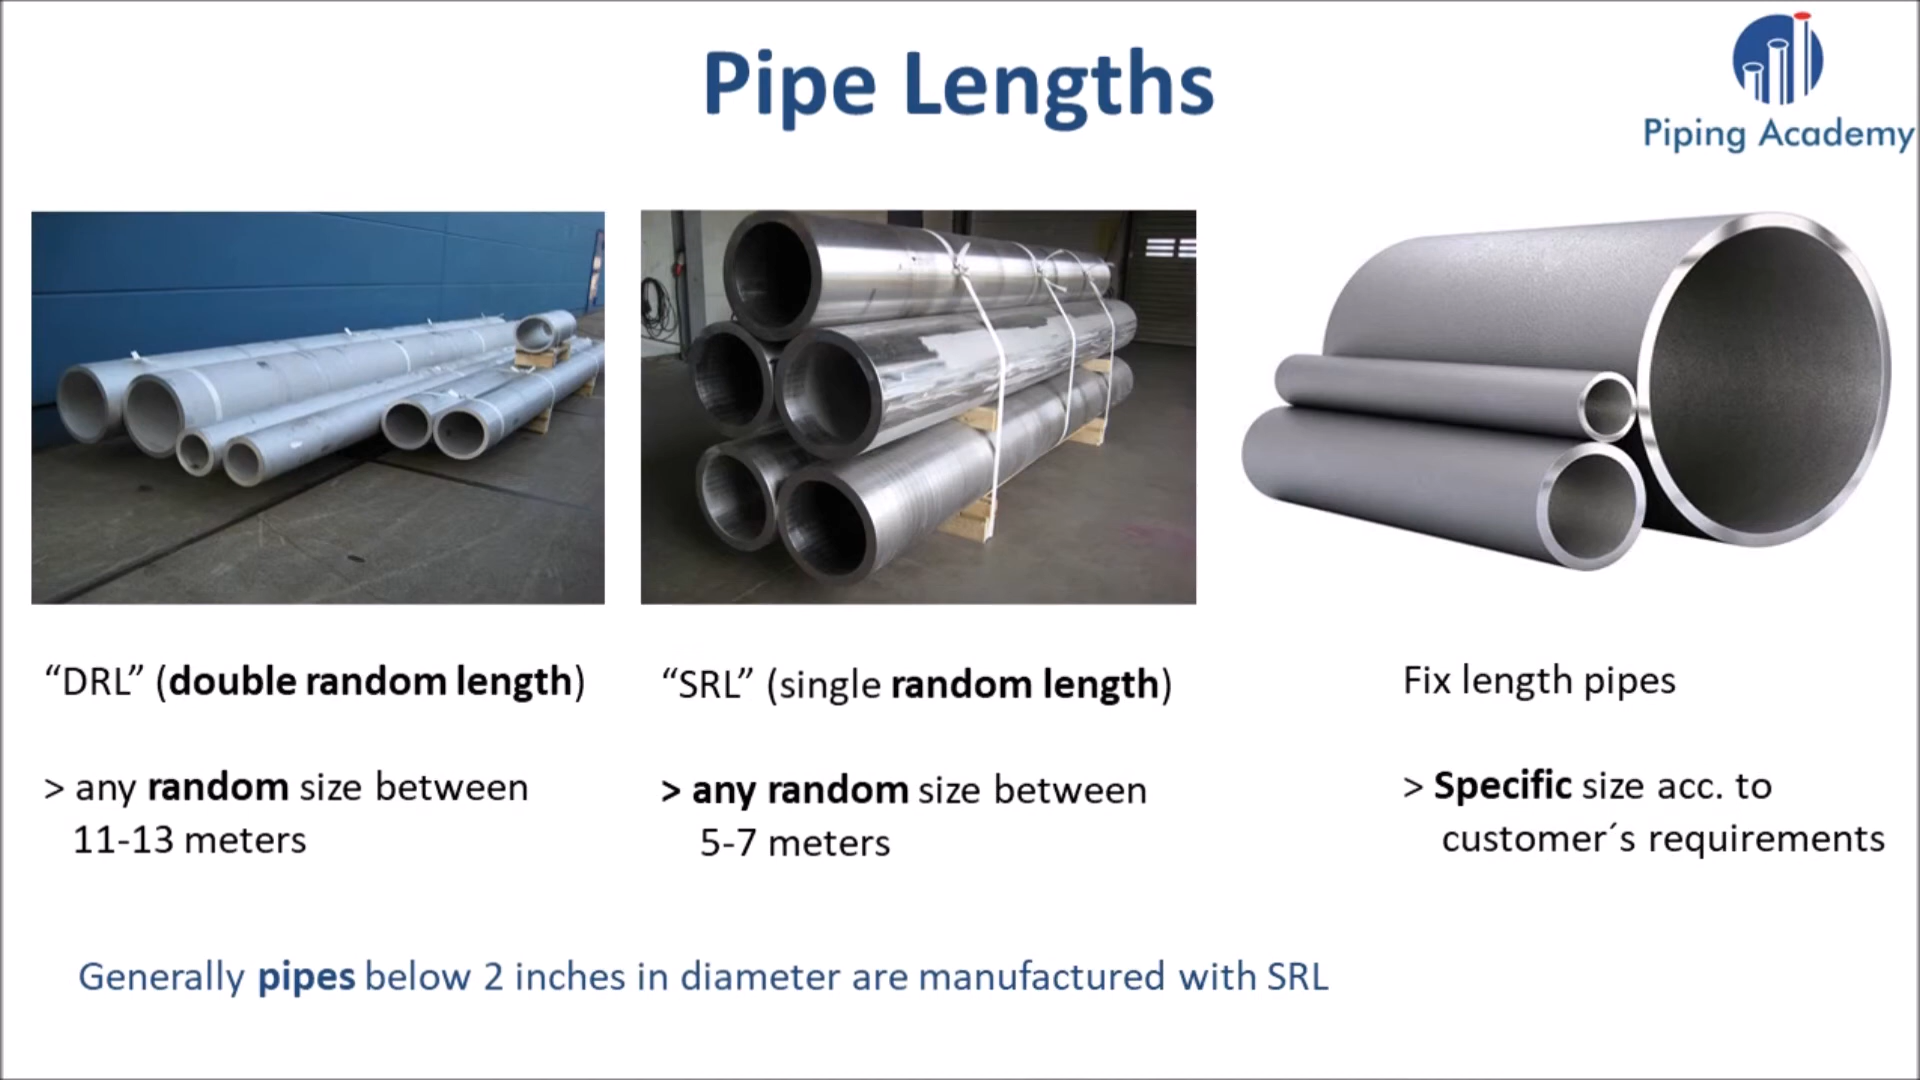 Pipe Lengths
Piping Academy
“DRL” (double random length)
> any random size between
11-13 meters
“SRL” (single random length)
> any random size between
5-7 meters
Fix length pipes
> Specific size acc. to
customer´s requirements
Generally pipes below 2 inches in diameter are manufactured with SRL